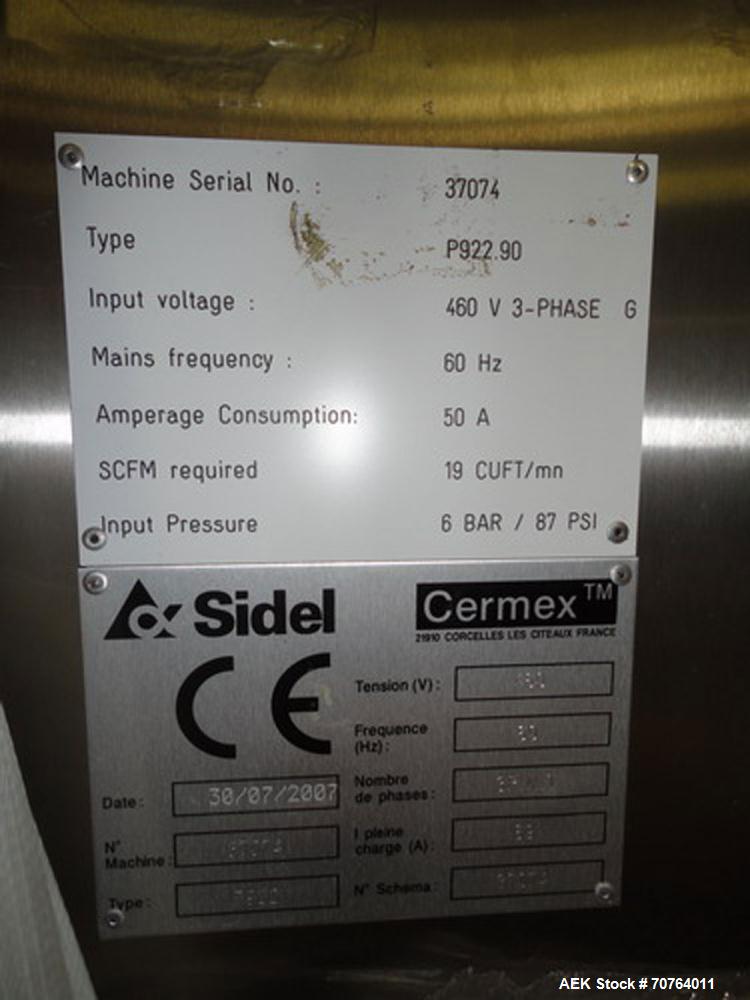 Machine Serial No. : 37074
Type P922.90
Input voltage : 460 V 3-PHASE G
Mains frequency : 60 Hz
Amperage Consumption: 50 A
SCFM required 19 CUFT/mn
Input Pressure 6 BAR / 87 PSI
Sidel
Cermex™
21910 CORCELLES LES CITEAUX FRANCE
CE
Tension (V) :
Frequence
(Hz) :
Date : 30/07/2007
Nombre
de phases :
N°
Machine :
I pleine
charge (A) :
Type :
N° Schema :
AEK Stock # 70764011